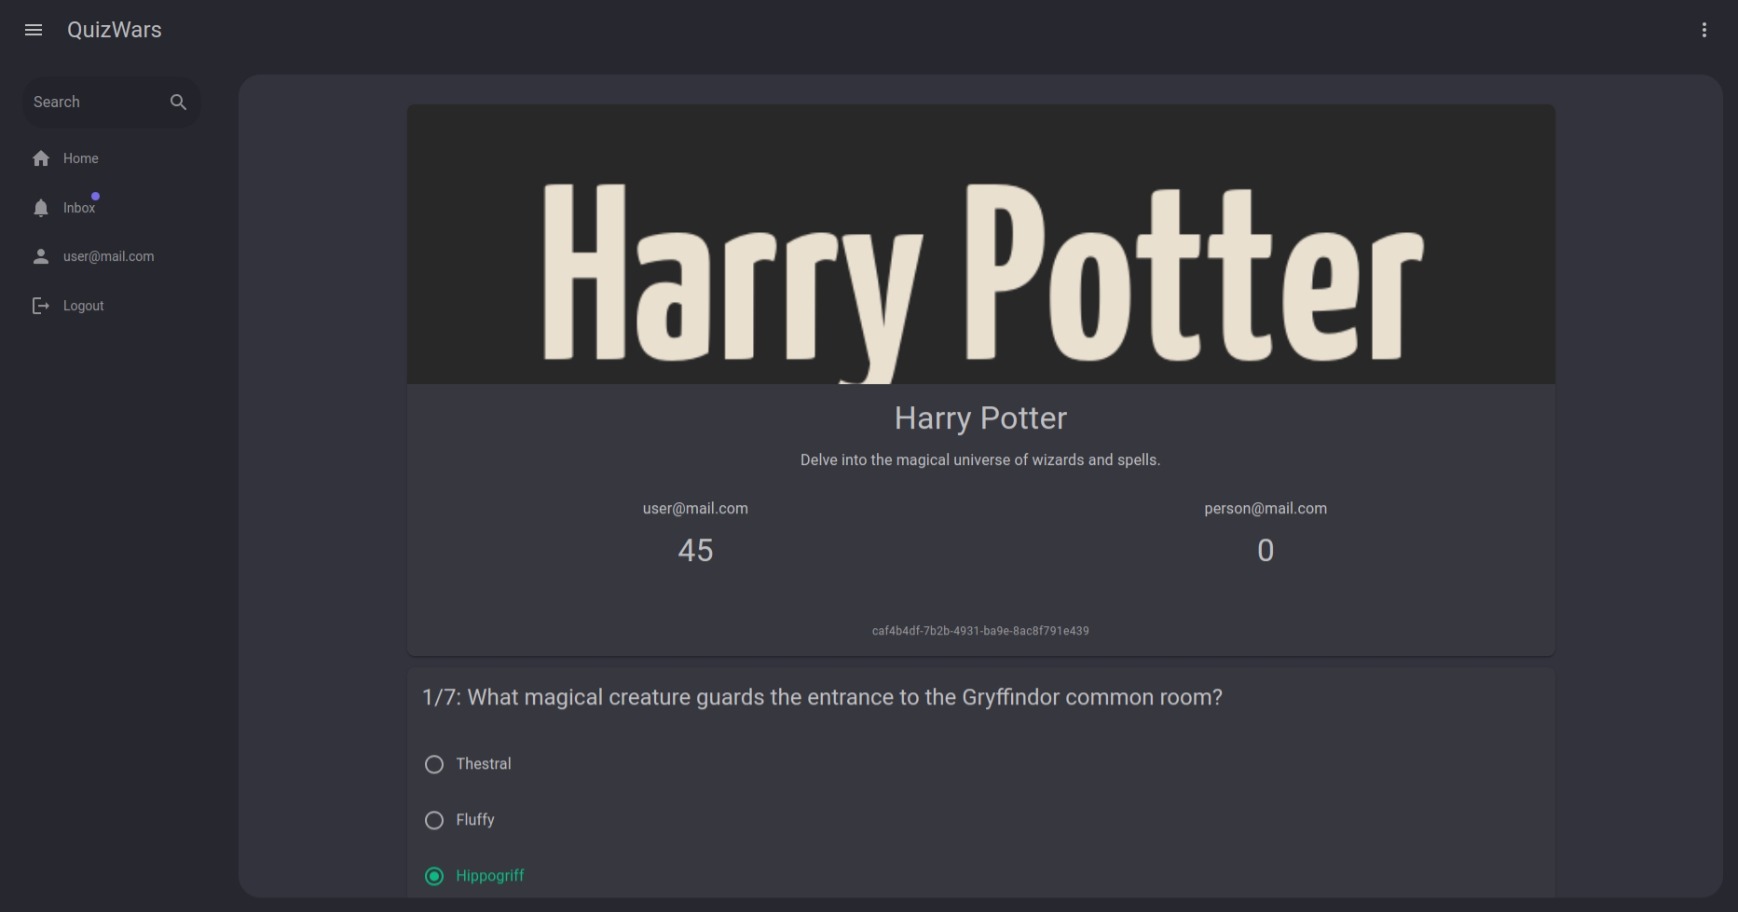 QuizWars
Search
Home
Inbox
user@mail.com
Logout
Harry Potter
Harry Potter
Delve into the magical universe of wizards and spells.
user@mail.com
person@mail.com
45
0
caf4b4df-7b2b-4931-ba9e-8ac8f791e439
1/7: What magical creature guards the entrance to the Gryffindor common room?
Thestral
Fluffy
Hippogriff